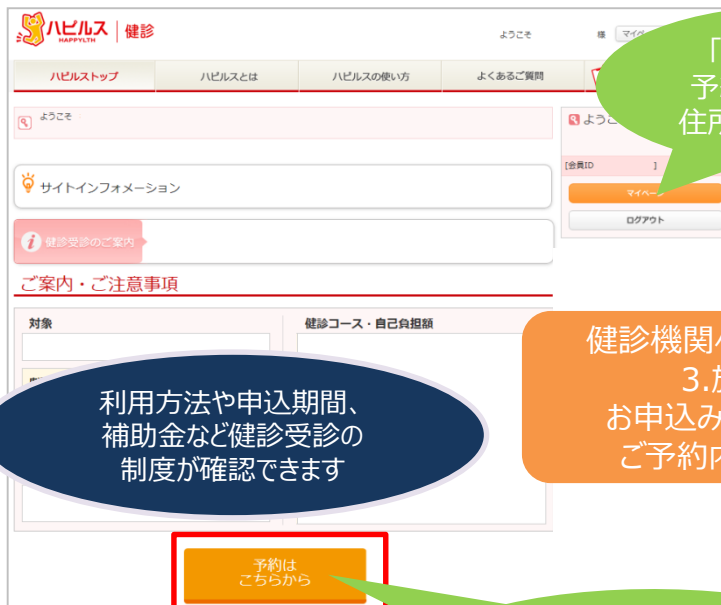 ハピルス
HAPPYLTH
健診
ようこそ
様
マイペ
ハピルストップ
ハピルスとは
ハピルスの使い方
よくあるご質問
ようこそ
サイトインフォメーション
健診受診のご案内
ご案内・ご注意事項
対象
健診コース・自己負担額
利用方法や申込期間、
補助金など健診受診の
制度が確認できます
予約は
こちらから
「
予
住所
ようこ
[会員ID ]
マイペー
ログアウト
健診機関
3.
お申込み
ご予約内